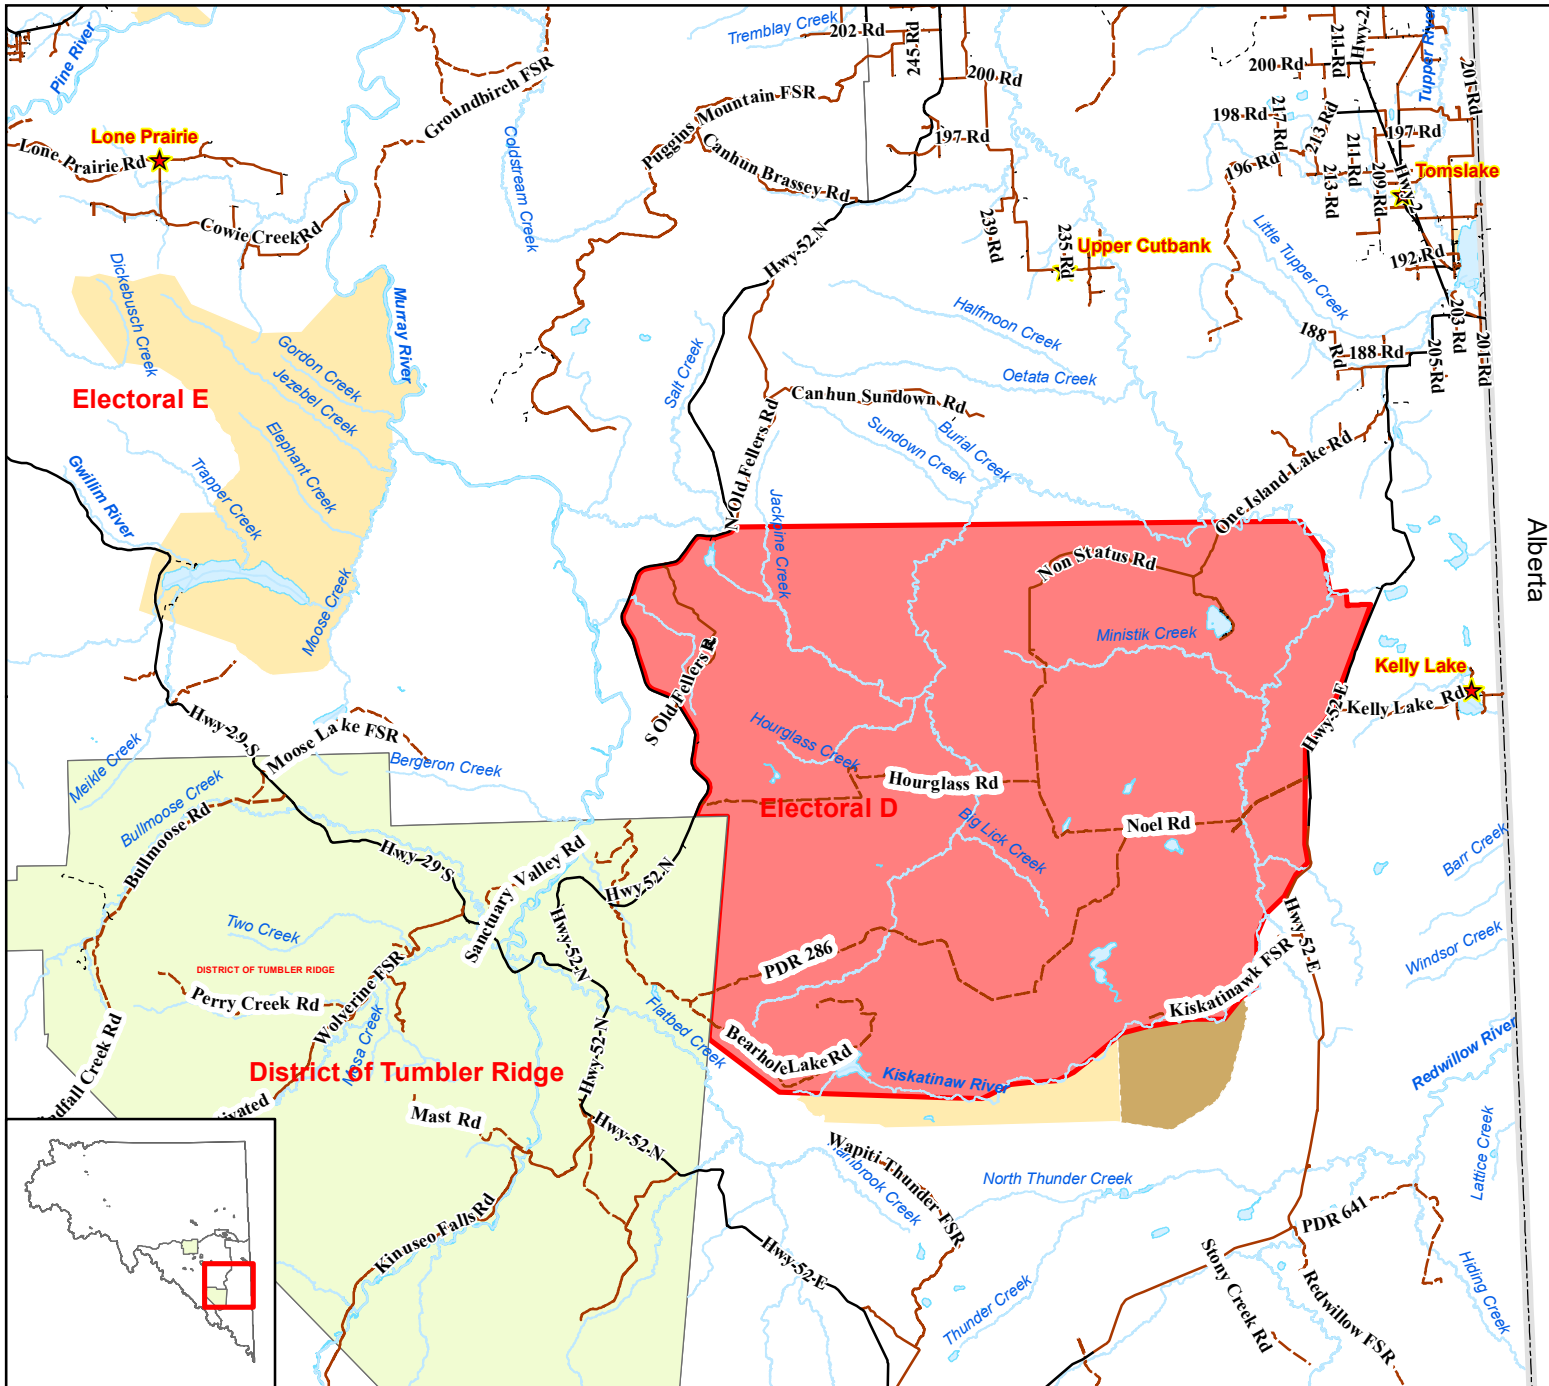 Pine River
Tremblay Creek
202 Rd
245 Rd
200 Rd
211 Rd
Hwy 2
Tupper River
201 Rd
200 Rd
Groundbirch FSR
Puggins Mountain FSR
198 Rd
217 Rd
213 Rd
197 Rd
Lone Prairie
Lone Prairie Rd
Coldstream Creek
Canhun Brassey Rd
197 Rd
196 Rd
213 Rd
211 Rd
209 Rd
Hwy 2
Tomslake
Cowie Creek Rd
239 Rd
235 Rd
Upper Cutbank
Hwy 52 N
Little Tupper Creek
192 Rd
Dickebusch Creek
Murray River
Gordon Creek
Jezebel Creek
Halfmoon Creek
203 Rd
201 Rd
188 Rd
188 Rd
205 Rd
Salt Creek
Oetata Creek
Electoral E
Canhun Sundown Rd
Elephant Creek
Trapper Creek
Gwillim River
N Old Fellers Rd
Sundown Creek
Burial Creek
One Island Lake Rd
Jackpine Creek
Alberta
Non Status Rd
Moose Creek
Ministik Creek
S Old Fellers R
Kelly Lake
Kelly Lake Rd
Hwy 52 E
Hwy 29 S
Moose Lake FSR
Meikle Creek
Bergeron Creek
Hourglass Creek
Hourglass Rd
Electoral D
Bullmoose Creek
Bullmoose Rd
Big Lick Creek
Noel Rd
Hwy 29 S
Sanctuary Valley Rd
Hwy 52 N
Barr Creek
Two Creek
Hwy 52 N
Hwy 52 E
Windsor Creek
DISTRICT OF TUMBLER RIDGE
Wolverine FSR
PDR 286
Perry Creek Rd
Kiskatinawk FSR
Flatbed Creek
Mosa Creek
Bearhole Lake Rd
Kiskatinaw River
Redwillow River
District of Tumbler Ridge
adfall Creek Rd
ivated
Hwy 52 N
Mast Rd
Hwy 52 N
Wapiti Thunder FSR
North Thunder Creek
Lattice Creek
Kinuseo Falls Rd
Hwy 52 E
PDR 641
Thunder Creek
Stony Creek Rd
Redwillow FSR
Hiding Creek